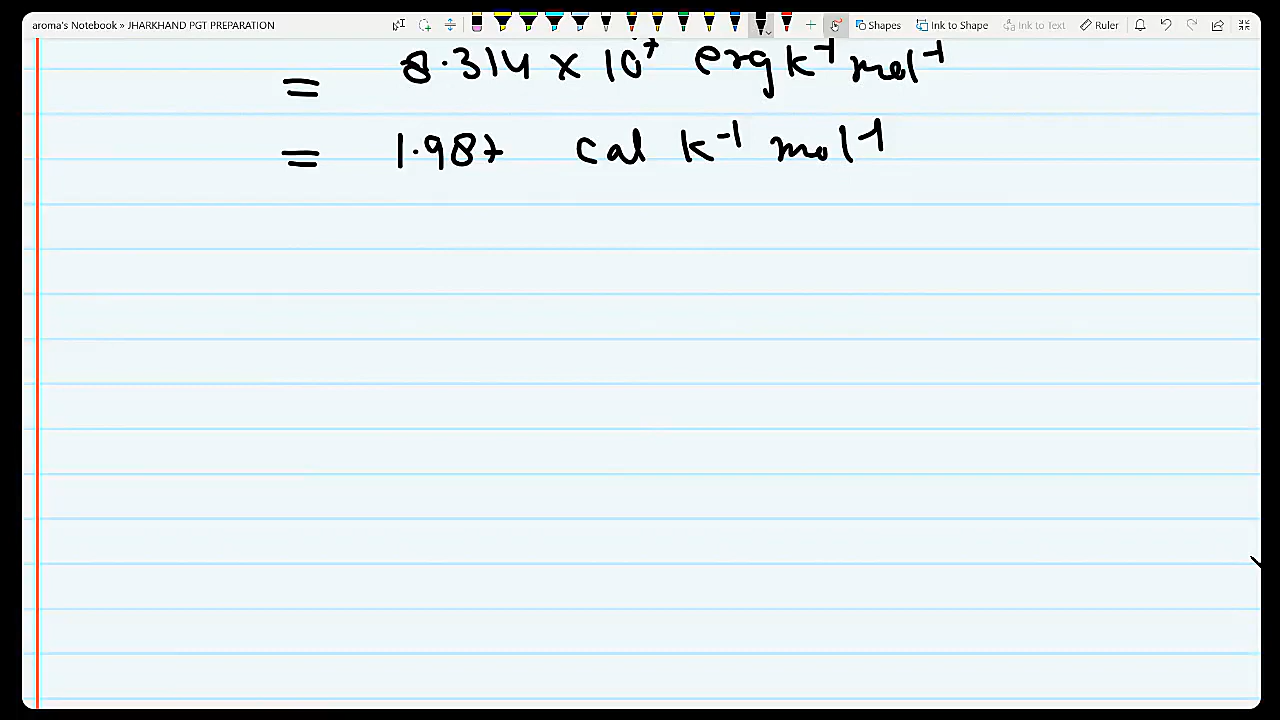 aroma's Notebook » JHARKHAND PGT PREPARATION
Shapes Ink to Shape Ink to Text Ruler
= 8.314 x 10⁷ erg k⁻¹ mol⁻¹
= 1.987 cal k⁻¹ mol⁻¹